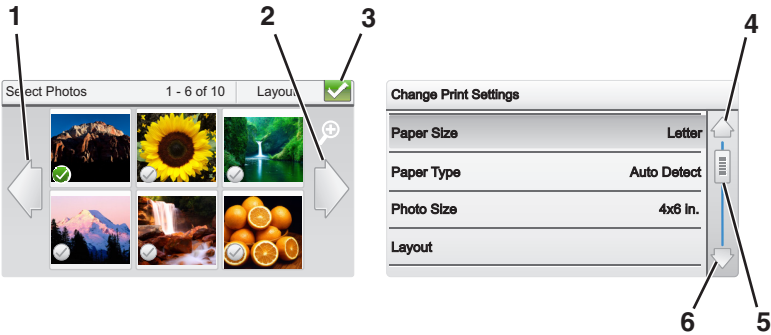 1
2
3
4
Select Photos 1 - 6 of 10 Layou
Change Print Settings
Paper Size Letter
Paper Type Auto Detect
Photo Size 4x6 in.
Layout
6
5